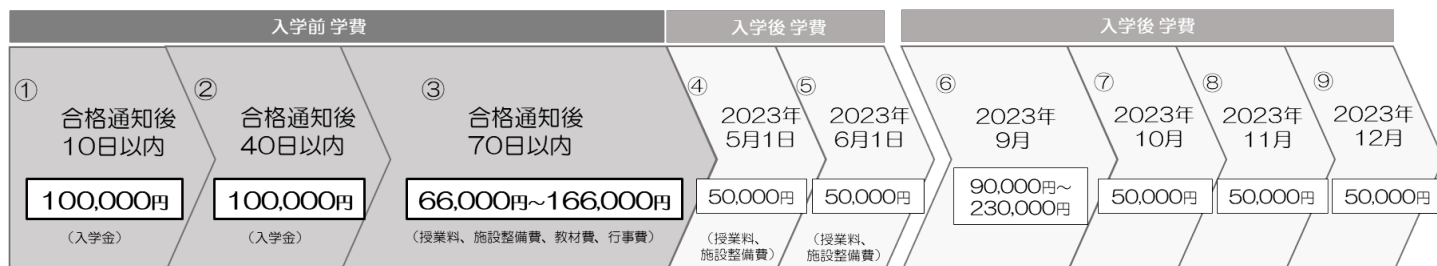 入学前 学費
入学後 学費
入学後 学費
①
合格通知後
10日以内
100,000円
（入学金）
②
合格通知後
40日以内
100,000円
（入学金）
③
合格通知後
70日以内
66,000円～166,000円
（授業料、施設整備費、教材費、行事費）
④
2023年
5月1日
50,000円
（授業料、
施設整備費）
⑤
2023年
6月1日
50,000円
（授業料、
施設整備費）
⑥
2023年
9月
90,000円～
230,000円
⑦
2023年
10月
50,000円
⑧
2023年
11月
50,000円
⑨
2023年
12月
50,000円